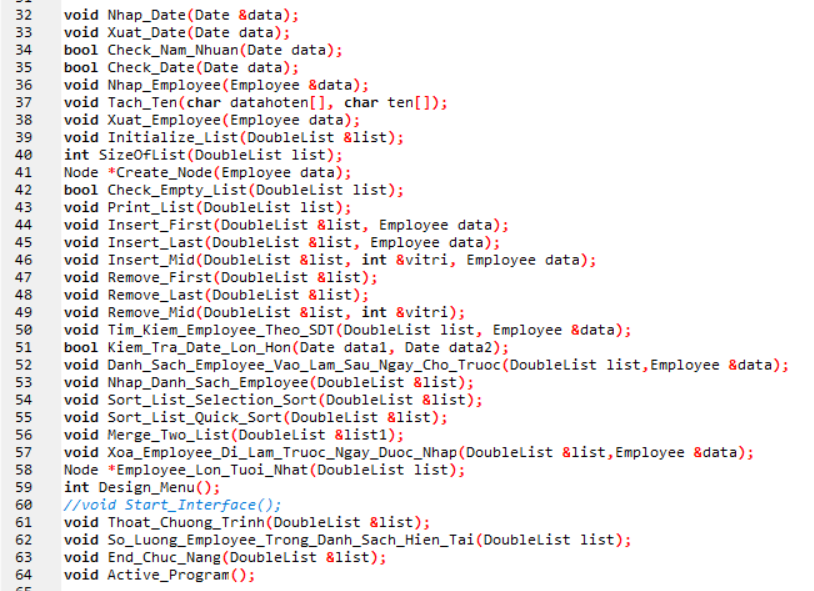 32 void Nhap_Date(Date &data);
33 void Xuat_Date(Date data);
34 bool Check_Nam_Nhuan(Date data);
35 bool Check_Date(Date data);
36 void Nhap_Employee(Employee &data);
37 void Tach_Ten(char datahoten[], char ten[]);
38 void Xuat_Employee(Employee data);
39 void Initialize_List(DoubleList &list);
40 int SizeOfList(DoubleList list);
41 Node *Create_Node(Employee data);
42 bool Check_Empty_List(DoubleList list);
43 void Print_List(DoubleList list);
44 void Insert_First(DoubleList &list, Employee data);
45 void Insert_Last(DoubleList &list, Employee data);
46 void Insert_Mid(DoubleList &list, int &vitri, Employee data);
47 void Remove_First(DoubleList &list);
48 void Remove_Last(DoubleList &list);
49 void Remove_Mid(DoubleList &list, int &vitri);
50 void Tim_Kiem_Employee_Theo_SDT(DoubleList list, Employee &data);
51 bool Kiem_Tra_Date_Lon_Hon(Date data1, Date data2);
52 void Danh_Sach_Employee_Vao_Lam_Sau_Ngay_Cho_Truoc(DoubleList list,Employee &data);
53 void Nhap_Danh_Sach_Employee(DoubleList &list);
54 void Sort_List_Selection_Sort(DoubleList &list);
55 void Sort_List_Quick_Sort(DoubleList &list);
56 void Merge_Two_List(DoubleList &list1);
57 void Xoa_Employee_Di_Lam_Truoc_Ngay_Duoc_Nhap(DoubleList &list,Employee &data);
58 Node *Employee_Lon_Tuoi_Nhat(DoubleList list);
59 int Design_Menu();
60 //void Start_Interface();
61 void Thoat_Chuong_Trinh(DoubleList &list);
62 void So_Luong_Employee_Trong_Danh_Sach_Hien_Tai(DoubleList list);
63 void End_Chuc_Nang(DoubleList &list);
64 void Active_Program();